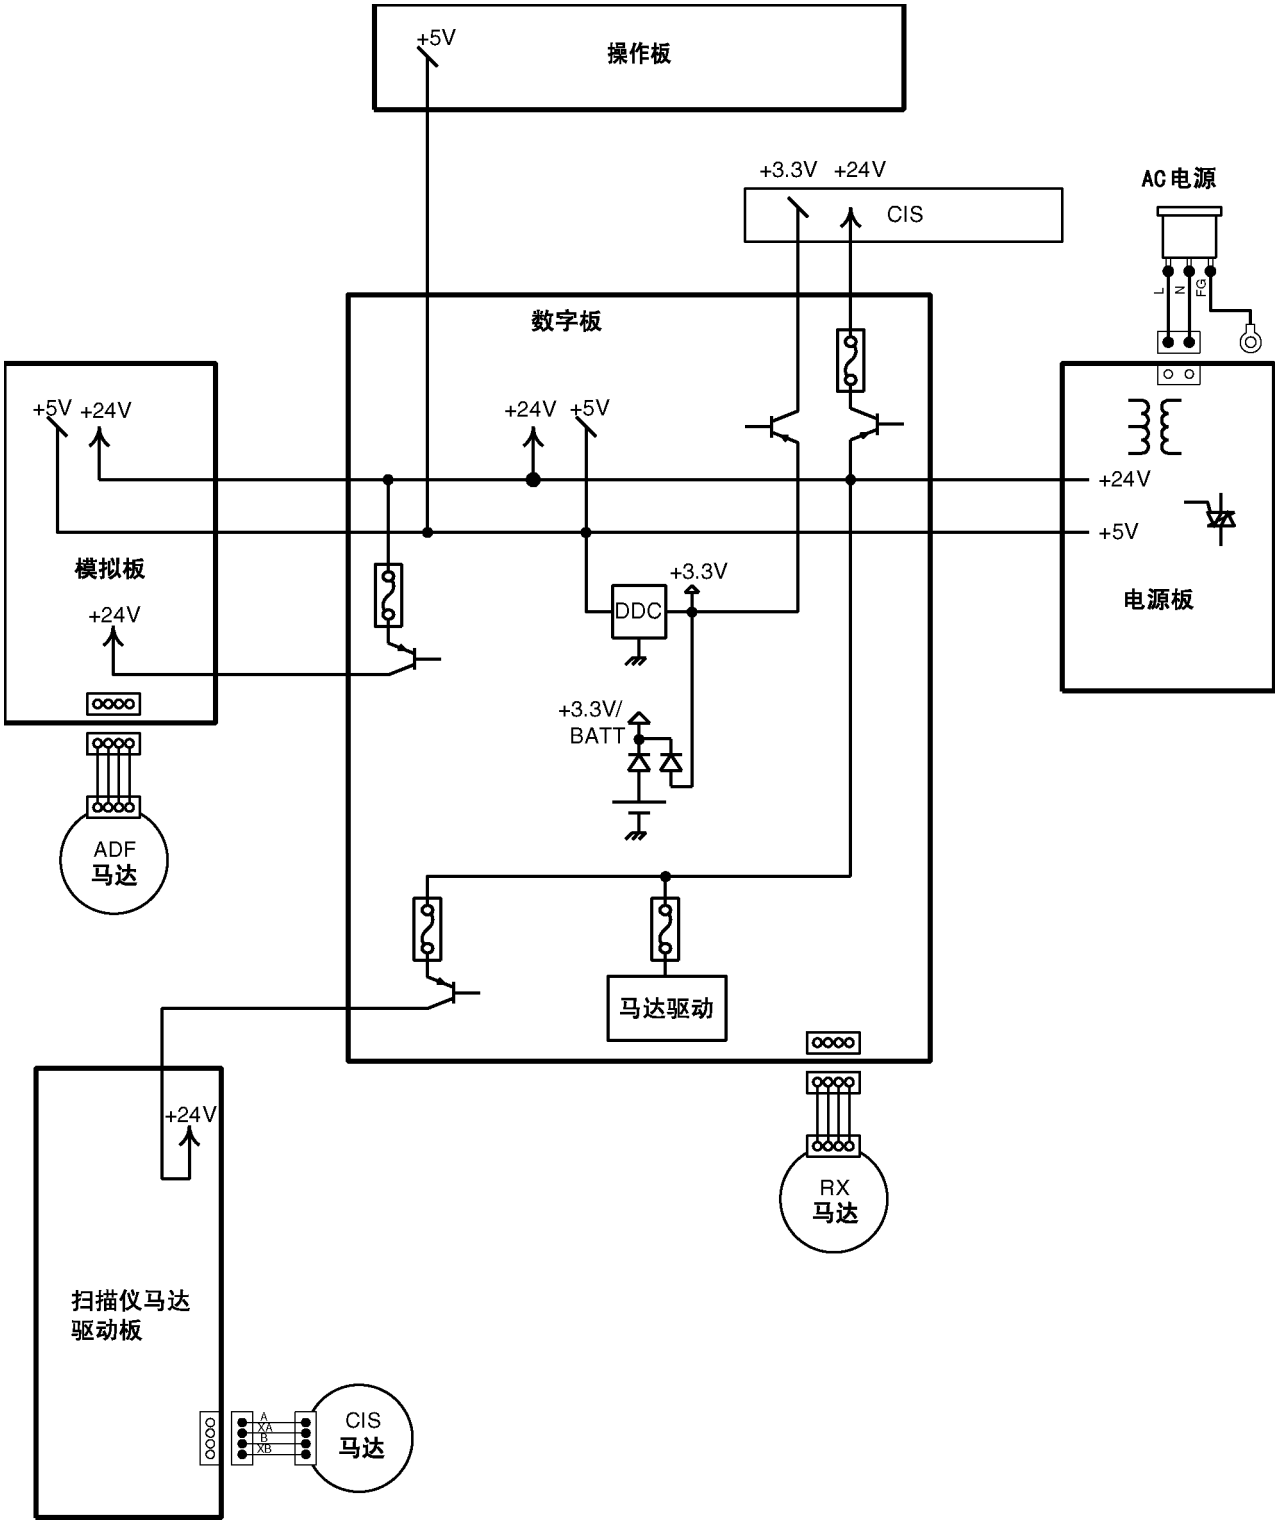 +5V
操作板
+3.3V +24V
CIS
AC 电源
L
N
FG
数字板
+5V +24V
+24V +5V
+24V
+5V
模拟板
+24V
+3.3V
DDC
电源板
+3.3V/
BATT
ADF
马达
马达驱动
+24V
RX
马达
扫描仪马达
驱动板
A
XA
B
XB
CIS
马达